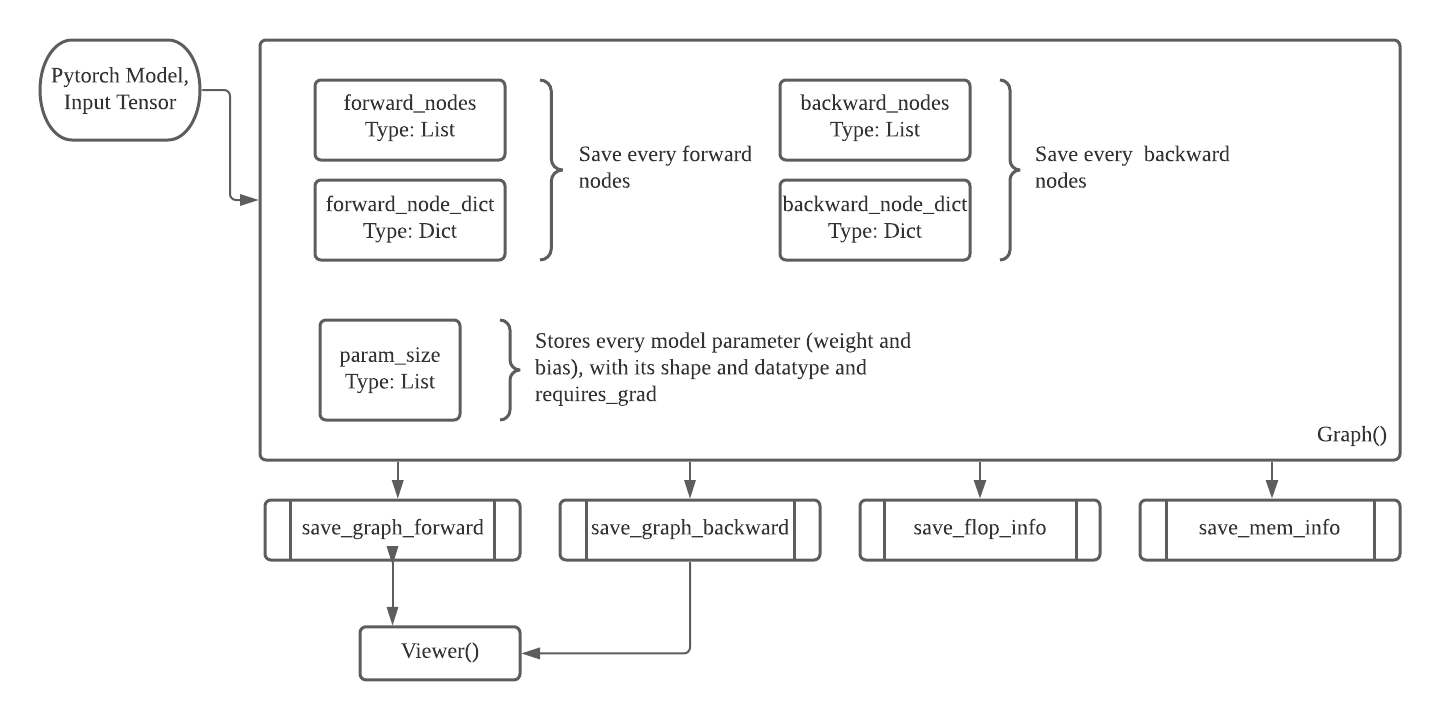 Pytorch Model,
Input Tensor
forward_nodes
Type: List
forward_node_dict
Type: Dict
Save every forward
nodes
backward_nodes
Type: List
backward_node_dict
Type: Dict
Save every  backward
nodes
param_size
Type: List
Stores every model parameter (weight and
bias), with its shape and datatype and
requires_grad
Graph()
save_graph_forward
save_graph_backward
save_flop_info
save_mem_info
Viewer()